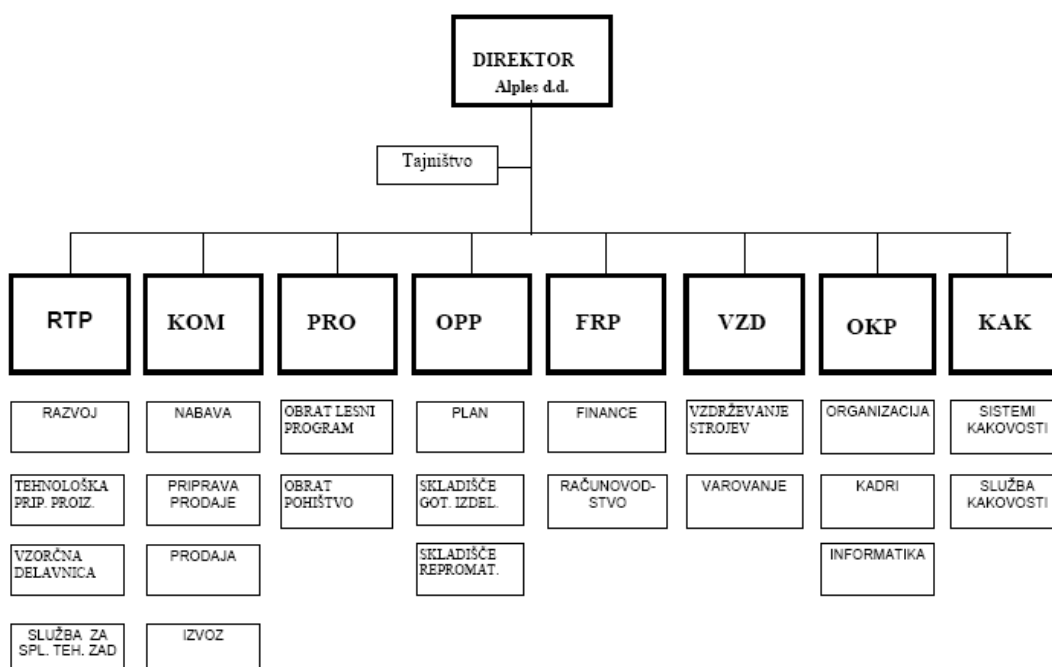 DIREKTOR
Alples d.d.
Tajništvo
RTP
KOM
PRO
OPP
FRP
VZD
OKP
KAK
RAZVOJ
NABAVA
OBRAT LESNI
PROGRAM
PLAN
FINANCE
VZDRŽEVANJE
STROJEV
ORGANIZACIJA
SISTEMI
KAKOVOSTI
TEHNOLOŠKA
PRIP. PROIZ.
PRIPRAVA
PRODAJE
OBRAT
POHIŠTVO
SKLADIŠČE
GOT. IZDEL.
RAČUNOVOD-
STVO
VAROVANJE
KADRI
SLUŽBA
KAKOVOSTI
VZORČNA
DELAVNICA
PRODAJA
SKLADIŠČE
REPROMAT.
INFORMATIKA
SLUŽBA ZA
SPL. TEH. ZAD
IZVOZ